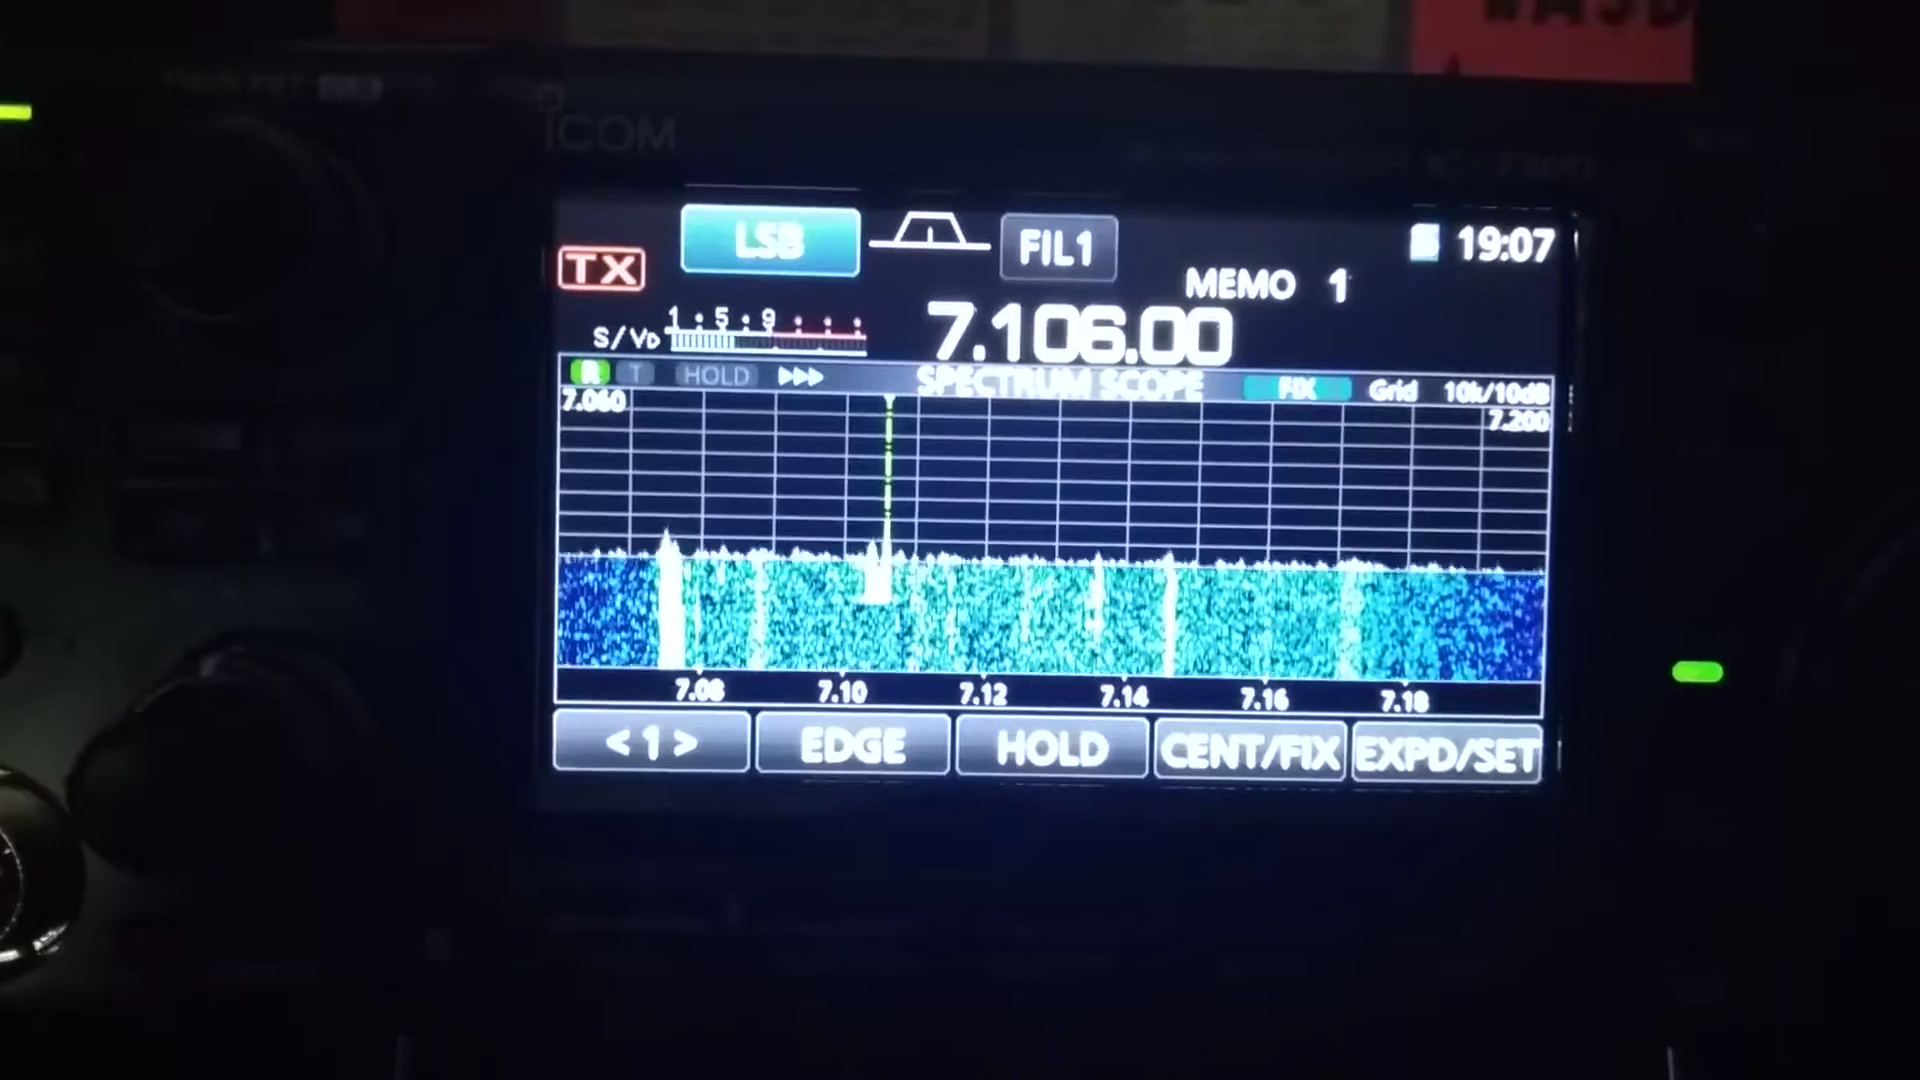 ICOM
LSB
FIL1
19:07
TX
MEMO 1
1 : 5 : 9
S/VD
7.106.00
R T HOLD
SPECTRUM SCOPE
FIX Grid 10k/10dB
7.060
7.200
7.08 7.10 7.12 7.14 7.16 7.18
< 1 > EDGE HOLD CENT/FIX EXPD/SET